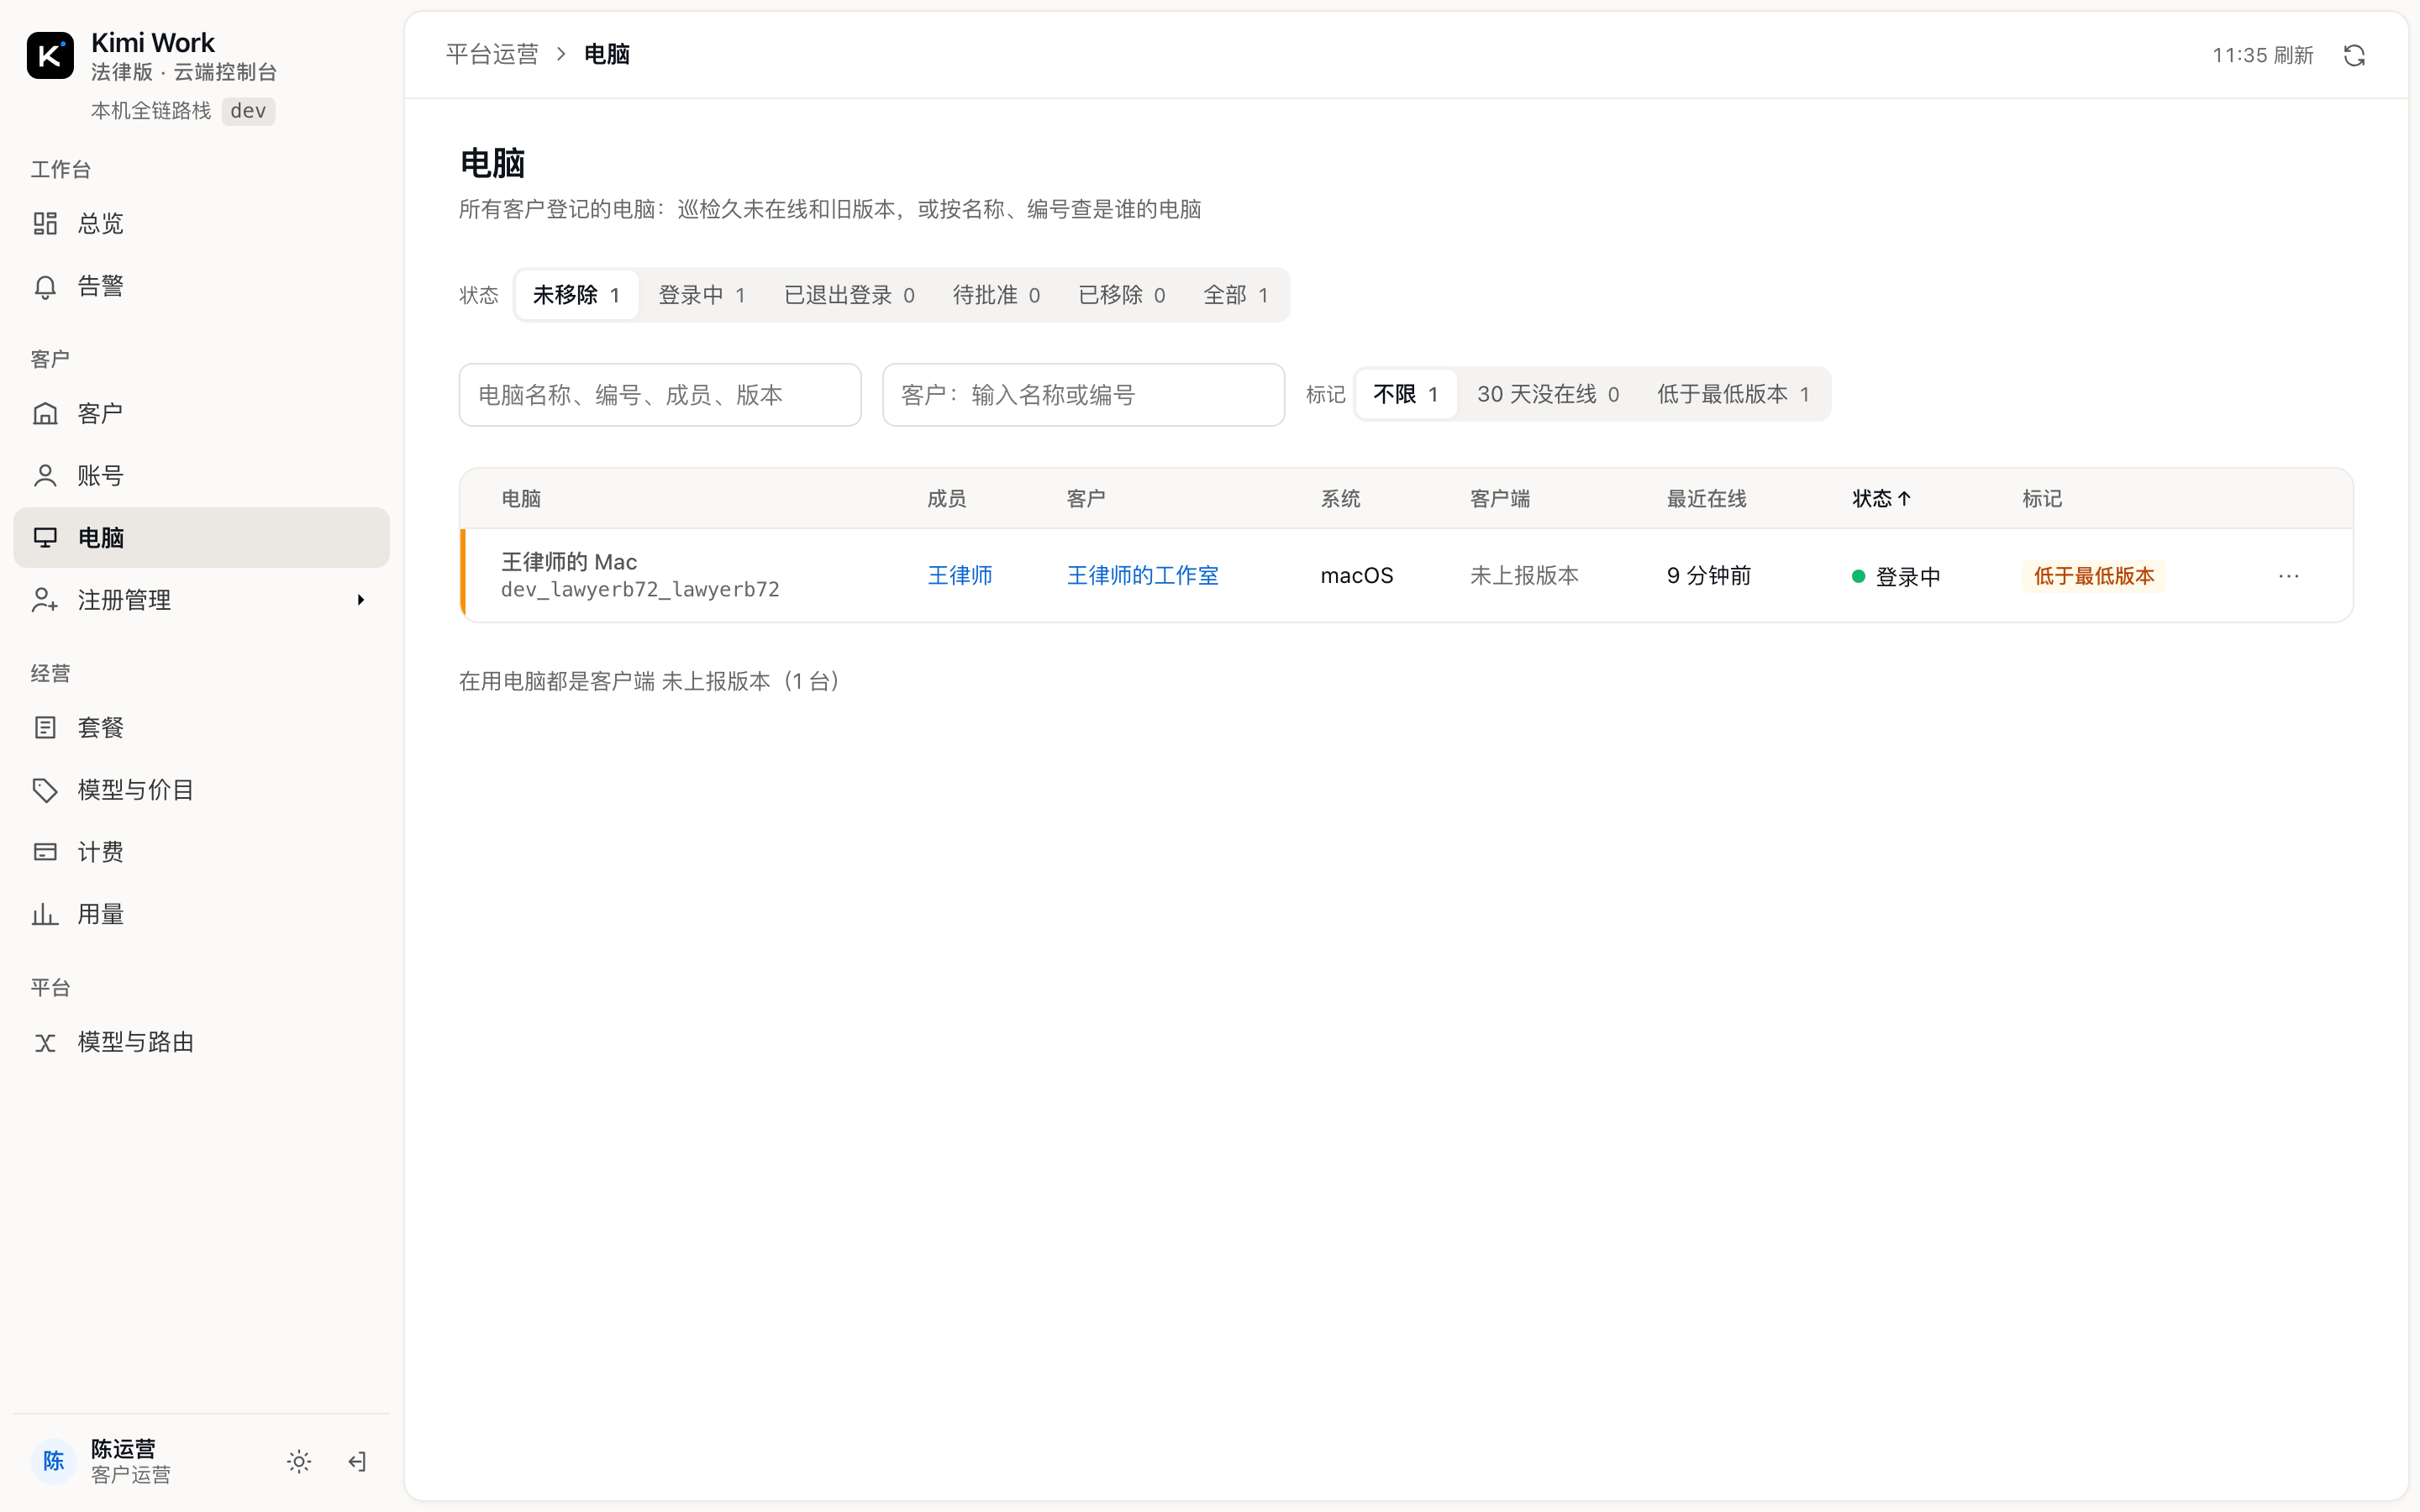 Kimi Work
法律版 · 云端控制台
本机全链路栈 dev
工作台
总览
告警
客户
客户
账号
电脑
注册管理
经营
套餐
模型与价目
计费
用量
平台
模型与路由
陈 陈运营
客户运营
平台运营 > 电脑
11:35 刷新
电脑
所有客户登记的电脑：巡检久未在线和旧版本，或按名称、编号查是谁的电脑
状态 未移除 1 登录中 1 已退出登录 0 待批准 0 已移除 0 全部 1
电脑名称、编号、成员、版本 客户：输入名称或编号 标记 不限 1 30 天没在线 0 低于最低版本 1
电脑 成员 客户 系统 客户端 最近在线 状态 ↑ 标记
王律师的 Mac
dev_lawyerb72_lawyerb72
王律师 王律师的工作室 macOS 未上报版本 9 分钟前 登录中 低于最低版本 ···
在用电脑都是客户端 未上报版本（1 台）